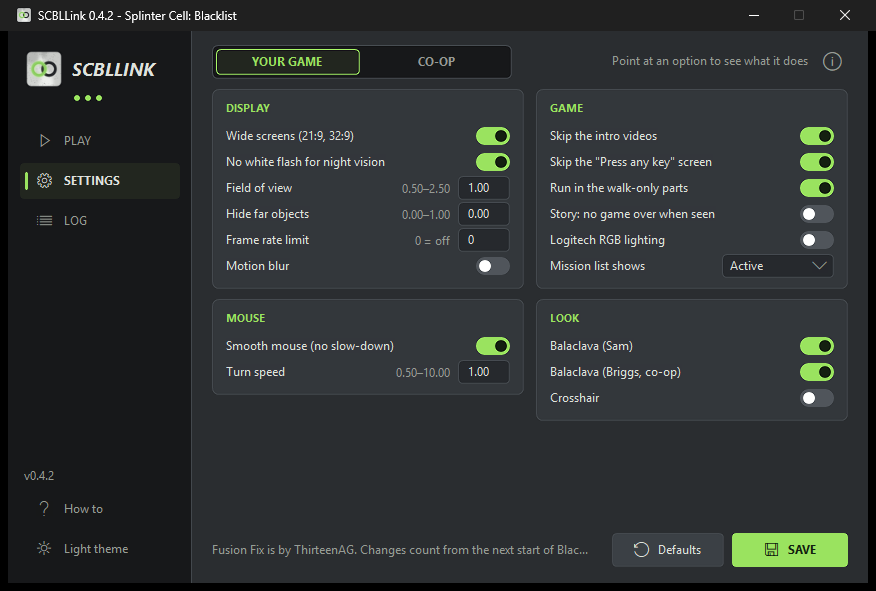 SCBLLink 0.4.2 - Splinter Cell: Blacklist
SCBLLINK
PLAY
SETTINGS
LOG
v0.4.2
How to
Light theme
YOUR GAME
CO-OP
Point at an option to see what it does
DISPLAY
Wide screens (21:9, 32:9)
No white flash for night vision
Field of view 0.50–2.50 1.00
Hide far objects 0.00–1.00 0.00
Frame rate limit 0 = off 0
Motion blur
MOUSE
Smooth mouse (no slow-down)
Turn speed 0.50–10.00 1.00
GAME
Skip the intro videos
Skip the "Press any key" screen
Run in the walk-only parts
Story: no game over when seen
Logitech RGB lighting
Mission list shows Active
LOOK
Balaclava (Sam)
Balaclava (Briggs, co-op)
Crosshair
Fusion Fix is by ThirteenAG. Changes count from the next start of Blac...
Defaults
SAVE